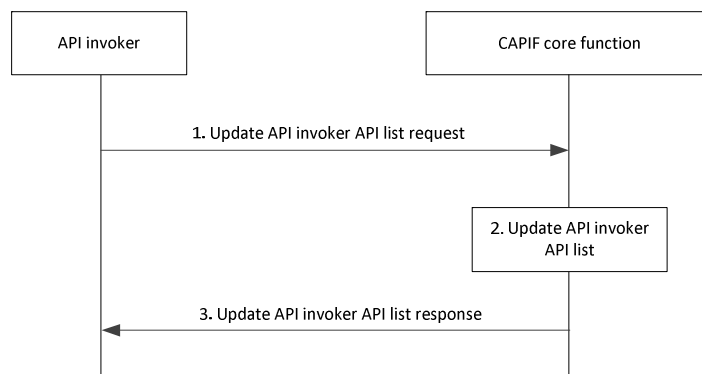 API invoker
CAPIF core function
1. Update API invoker API list request
2. Update API invoker
API list
3. Update API invoker API list response